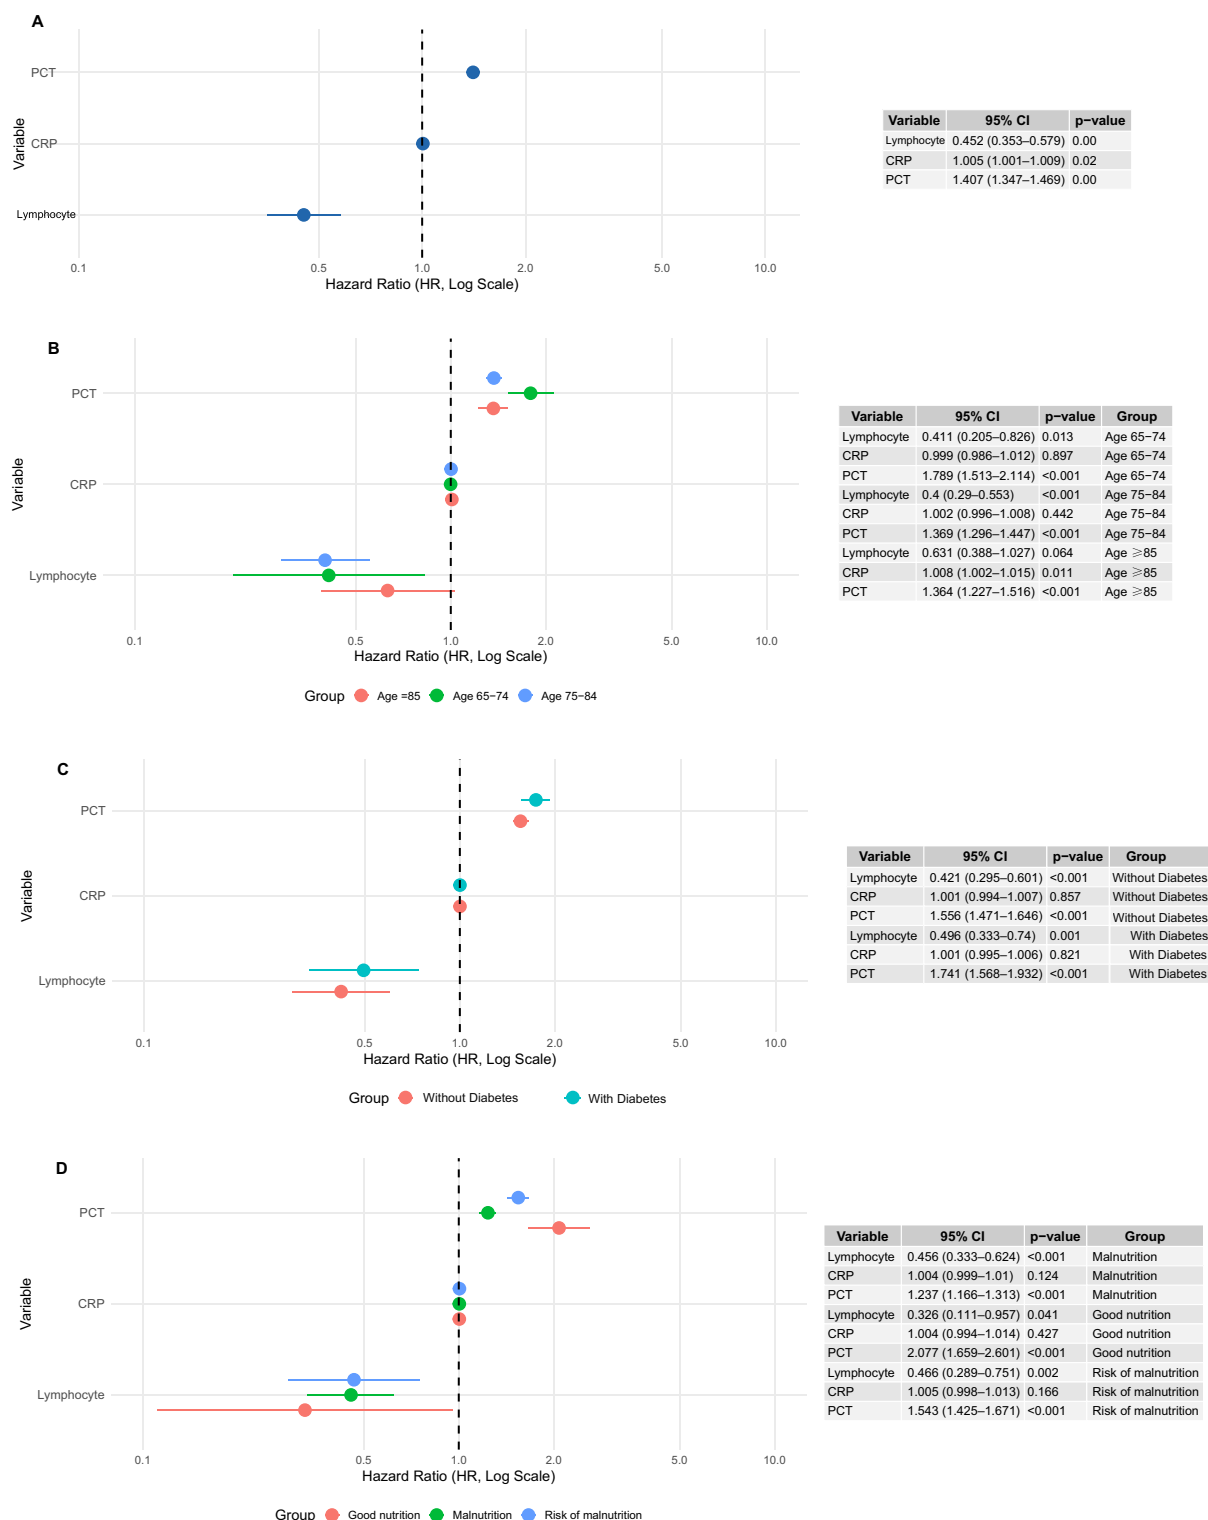 A
PCT
CRP
Lymphocyte
Variable
0.1 0.5 1.0 2.0 5.0 10.0
Hazard Ratio (HR, Log Scale)
Variable 95% CI p−value
Lymphocyte 0.452 (0.353–0.579) 0.00
CRP 1.005 (1.001–1.009) 0.02
PCT 1.407 (1.347–1.469) 0.00
B
PCT
CRP
Lymphocyte
Variable
0.1 0.5 1.0 2.0 5.0 10.0
Hazard Ratio (HR, Log Scale)
Group Age =85 Age 65−74 Age 75−84
Variable 95% CI p−value Group
Lymphocyte 0.411 (0.205–0.826) 0.013 Age 65−74
CRP 0.999 (0.986–1.012) 0.897 Age 65−74
PCT 1.789 (1.513–2.114) <0.001 Age 65−74
Lymphocyte 0.4 (0.29–0.553) <0.001 Age 75−84
CRP 1.002 (0.996–1.008) 0.442 Age 75−84
PCT 1.369 (1.296–1.447) <0.001 Age 75−84
Lymphocyte 0.631 (0.388–1.027) 0.064 Age ≥85
CRP 1.008 (1.002–1.015) 0.011 Age ≥85
PCT 1.364 (1.227–1.516) <0.001 Age ≥85
C
PCT
CRP
Lymphocyte
Variable
0.1 0.5 1.0 2.0 5.0 10.0
Hazard Ratio (HR, Log Scale)
Group Without Diabetes With Diabetes
Variable 95% CI p−value Group
Lymphocyte 0.421 (0.295–0.601) <0.001 Without Diabetes
CRP 1.001 (0.994–1.007) 0.857 Without Diabetes
PCT 1.556 (1.471–1.646) <0.001 Without Diabetes
Lymphocyte 0.496 (0.333–0.74) 0.001 With Diabetes
CRP 1.001 (0.995–1.006) 0.821 With Diabetes
PCT 1.741 (1.568–1.932) <0.001 With Diabetes
D
PCT
CRP
Lymphocyte
Variable
0.1 0.5 1.0 2.0 5.0 10.0
Hazard Ratio (HR, Log Scale)
Group Good nutrition Malnutrition Risk of malnutrition
Variable 95% CI p−value Group
Lymphocyte 0.456 (0.333–0.624) <0.001 Malnutrition
CRP 1.004 (0.999–1.01) 0.124 Malnutrition
PCT 1.237 (1.166–1.313) <0.001 Malnutrition
Lymphocyte 0.326 (0.111–0.957) 0.041 Good nutrition
CRP 1.004 (0.994–1.014) 0.427 Good nutrition
PCT 2.077 (1.659–2.601) <0.001 Good nutrition
Lymphocyte 0.466 (0.289–0.751) 0.002 Risk of malnutrition
CRP 1.005 (0.998–1.013) 0.166 Risk of malnutrition
PCT 1.543 (1.425–1.671) <0.001 Risk of malnutrition